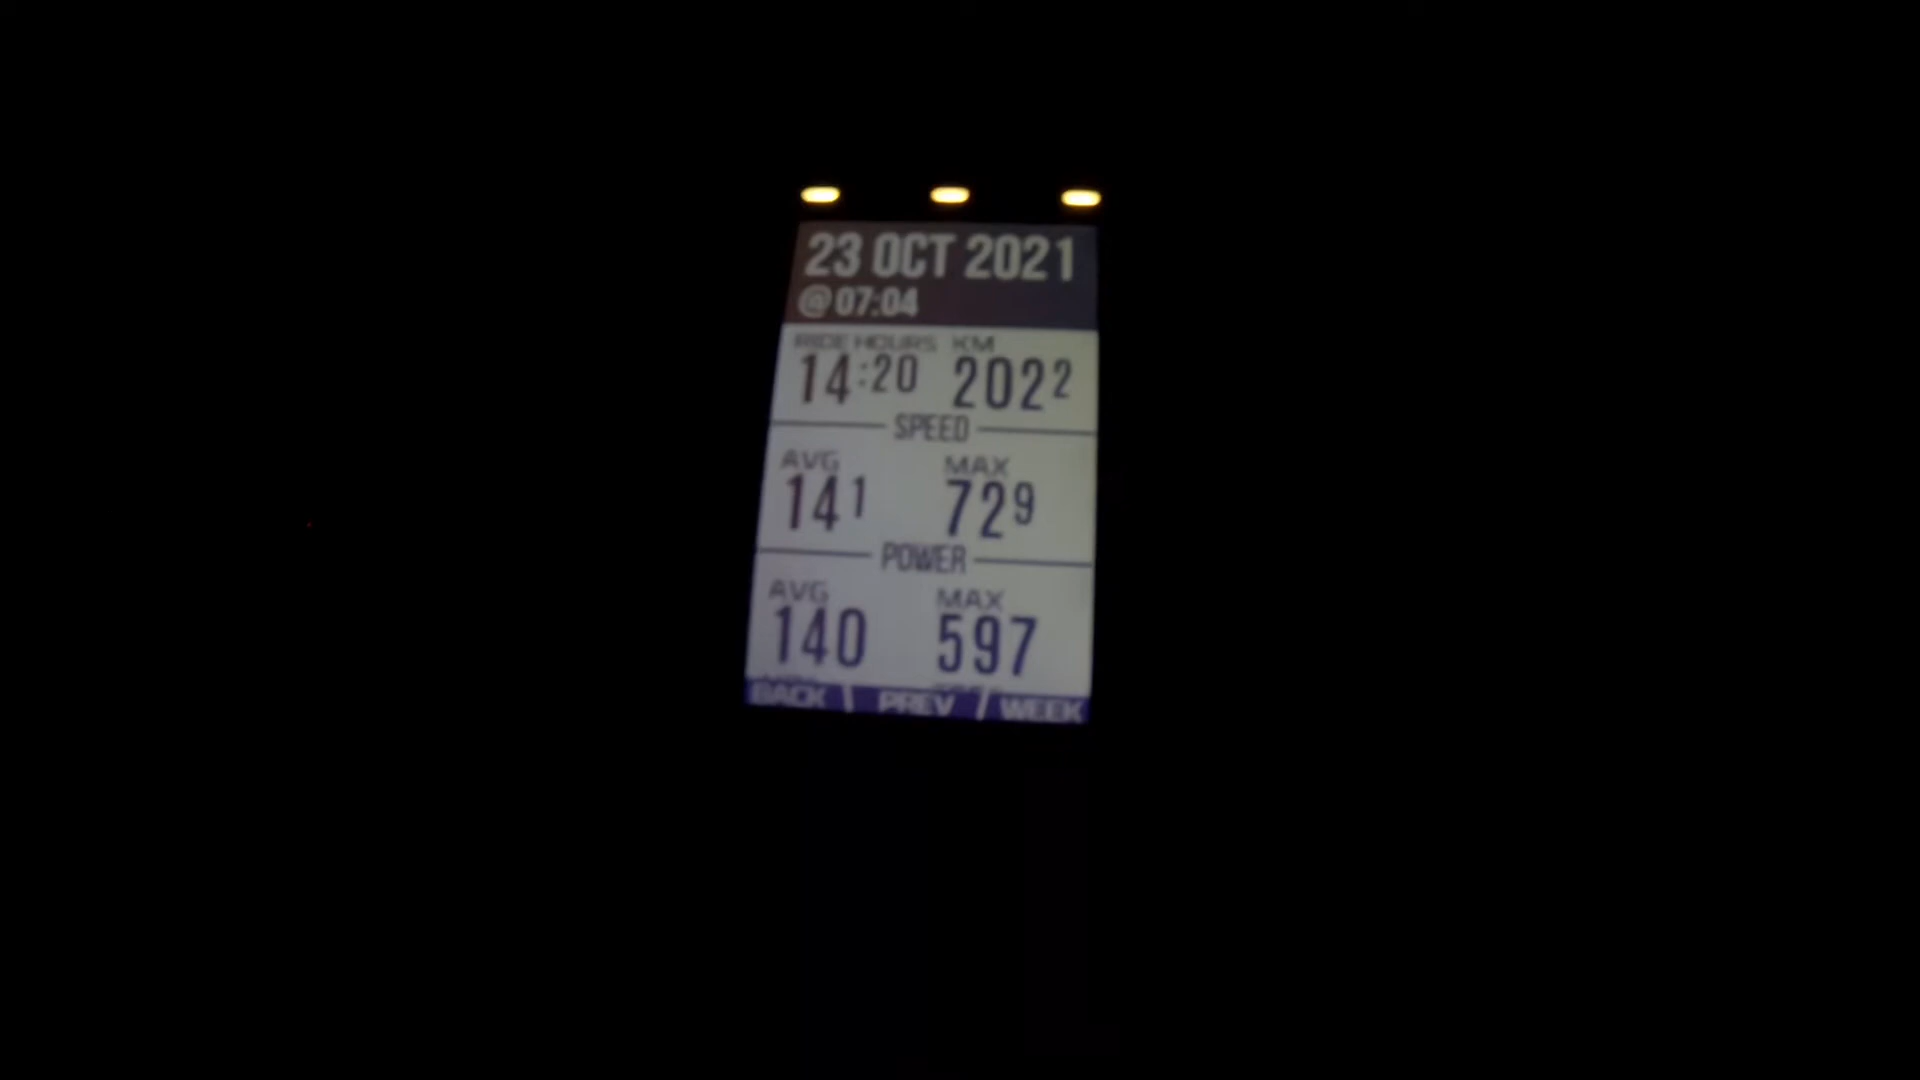 23 OCT 2021
@ 07:04
RIDE HOURS KM
14:20 202²
SPEED
AVG MAX
14¹ 72⁹
POWER
AVG MAX
140 597
BACK \ PREV / WEEK